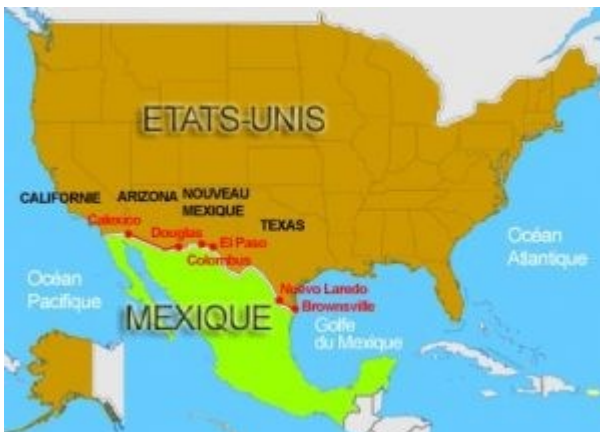 ETATS-UNIS
CALIFORNIE
ARIZONA
NOUVEAU
MEXIQUE
TEXAS
Calexico
Douglas
El Paso
Colombus
Océan
Atlantique
Océan
Pacifique
Nuevo Laredo
Brownsville
MEXIQUE
Golfe
du Mexique